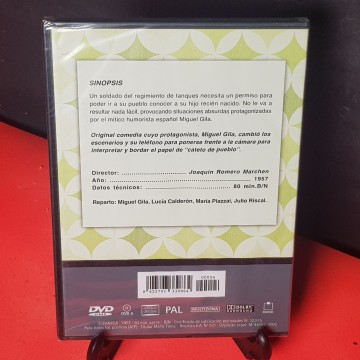 SINOPSIS
Un soldado del regimiento de tanques necesita un permiso para
poder ir a su pueblo conocer a su hijo recién nacido. No le va a
resultar nada fácil, provocando situaciones absurdas protagonizadas
por el mítico humorista español Miguel Gila.
Original comedia cuyo protagonista, Miguel Gila, cambió los
escenarios y su teléfono para ponerse frente a la cámara para
interpretar y bordar el papel de "cateto de pueblo".
Director: Joaquín Romero Marchen
Año: 1957
Datos técnicos: 80 min. B/N
Reparto: Miguel Gila, Lucía Calderón, María Piazzai, Julio Riscal.
DVD
PAL
DOLBY